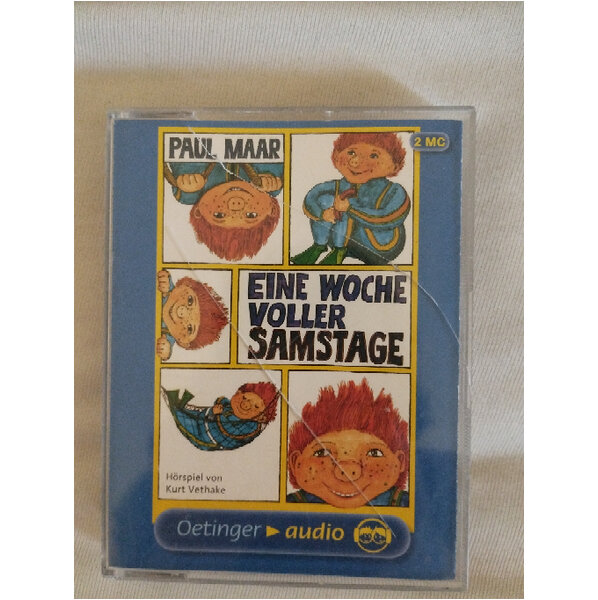 PAUL MAAR
2 MC
EINE WOCHE
VOLLER
SAMSTAGE
Hörspiel von
Kurt Vethake
Oetinger ► audio